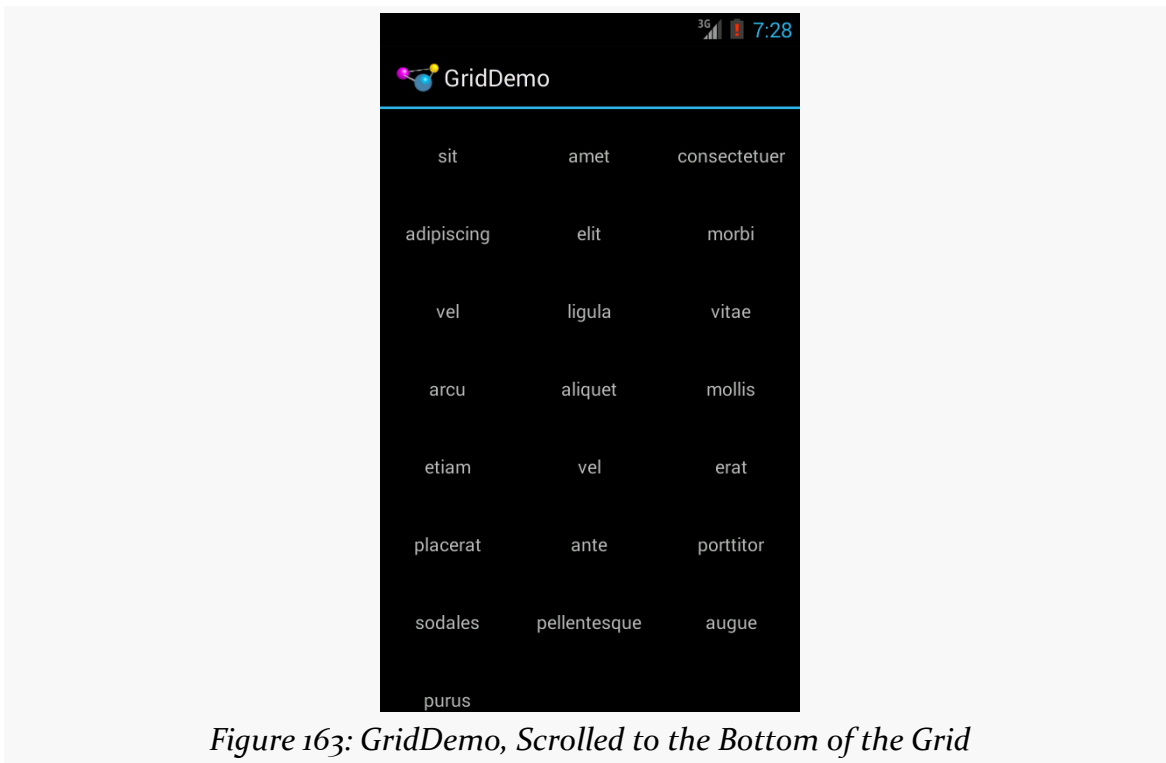 3G 7:28
GridDemo
sit amet consectetuer
adipiscing elit morbi
vel ligula vitae
arcu aliquet mollis
etiam vel erat
placerat ante porttitor
sodales pellentesque augue
purus
Figure 163: GridDemo, Scrolled to the Bottom of the Grid